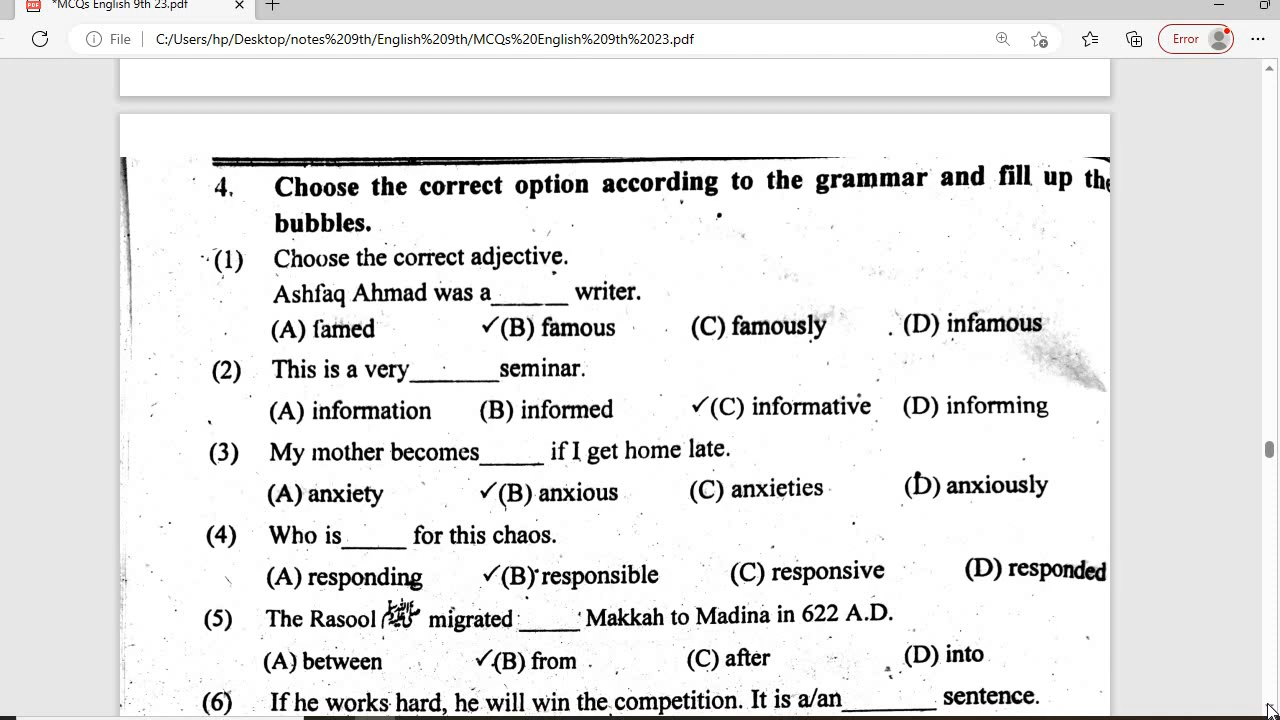 *MCQs English 9th 23.pdf
File C:/Users/hp/Desktop/notes%209th/English%209th/MCQs%20English%209th%2023.pdf Error
4. Choose the correct option according to the grammar and fill up the
bubbles.
(1) Choose the correct adjective.
Ashfaq Ahmad was a______ writer.
(A) famed ✓(B) famous (C) famously (D) infamous
(2) This is a very_______seminar.
(A) information (B) informed ✓(C) informative (D) informing
(3) My mother becomes_____ if I get home late.
(A) anxiety ✓(B) anxious (C) anxieties (D) anxiously
(4) Who is_____ for this chaos.
(A) responding ✓(B) responsible (C) responsive (D) responded
(5) The Rasool ﷺ migrated _____ Makkah to Madina in 622 A.D.
(A) between ✓(B) from (C) after (D) into
(6) If he works hard, he will win the competition. It is a/an_______ sentence.